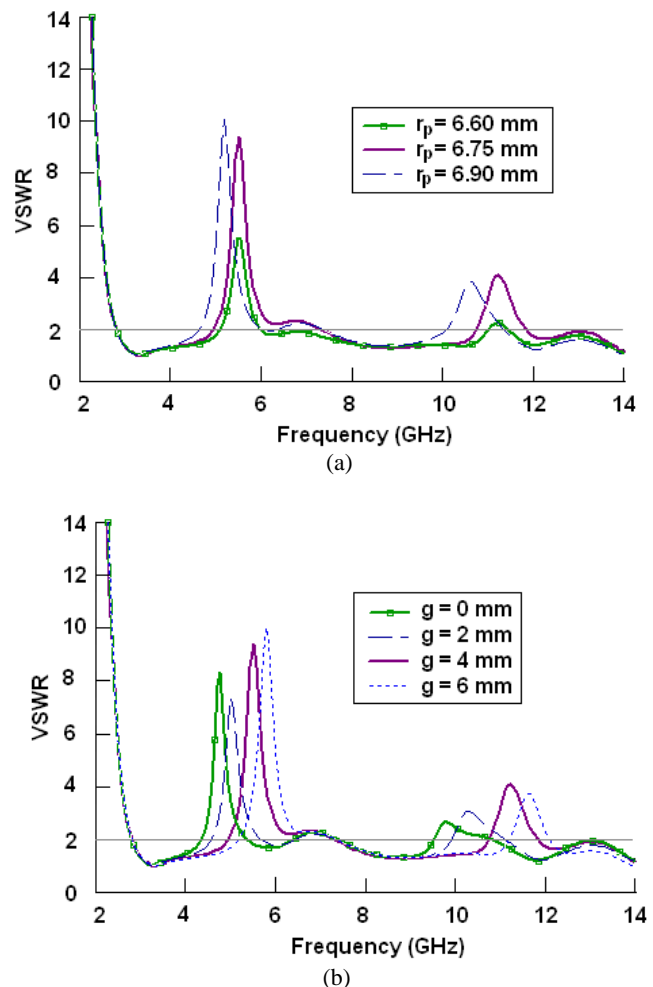 14
12
10
8
6
4
2
0
VSWR
rp = 6.60 mm
rp = 6.75 mm
rp = 6.90 mm
2 4 6 8 10 12 14
Frequency (GHz)
(a)
14
12
10
8
6
4
2
0
VSWR
g = 0 mm
g = 2 mm
g = 4 mm
g = 6 mm
2 4 6 8 10 12 14
Frequency (GHz)
(b)